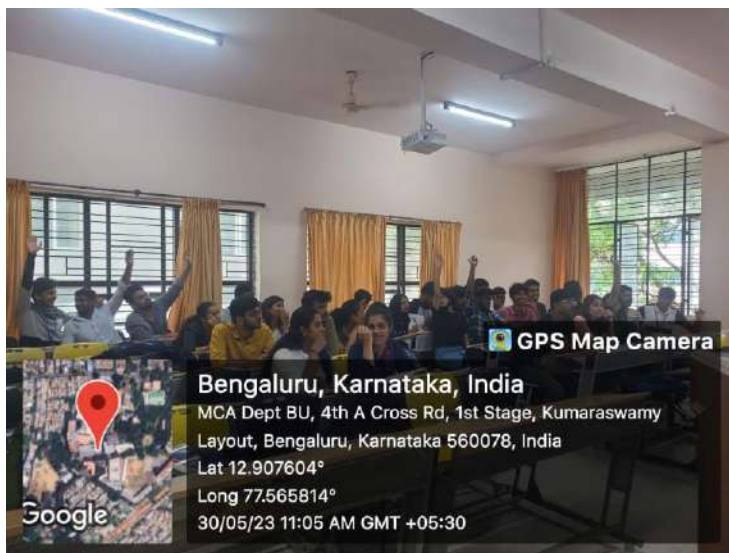 GPS Map Camera
Bengaluru, Karnataka, India
MCA Dept BU, 4th A Cross Rd, 1st Stage, Kumaraswamy
Layout, Bengaluru, Karnataka 560078, India
Lat 12.907604°
Long 77.565814°
30/05/23 11:05 AM GMT +05:30
Google